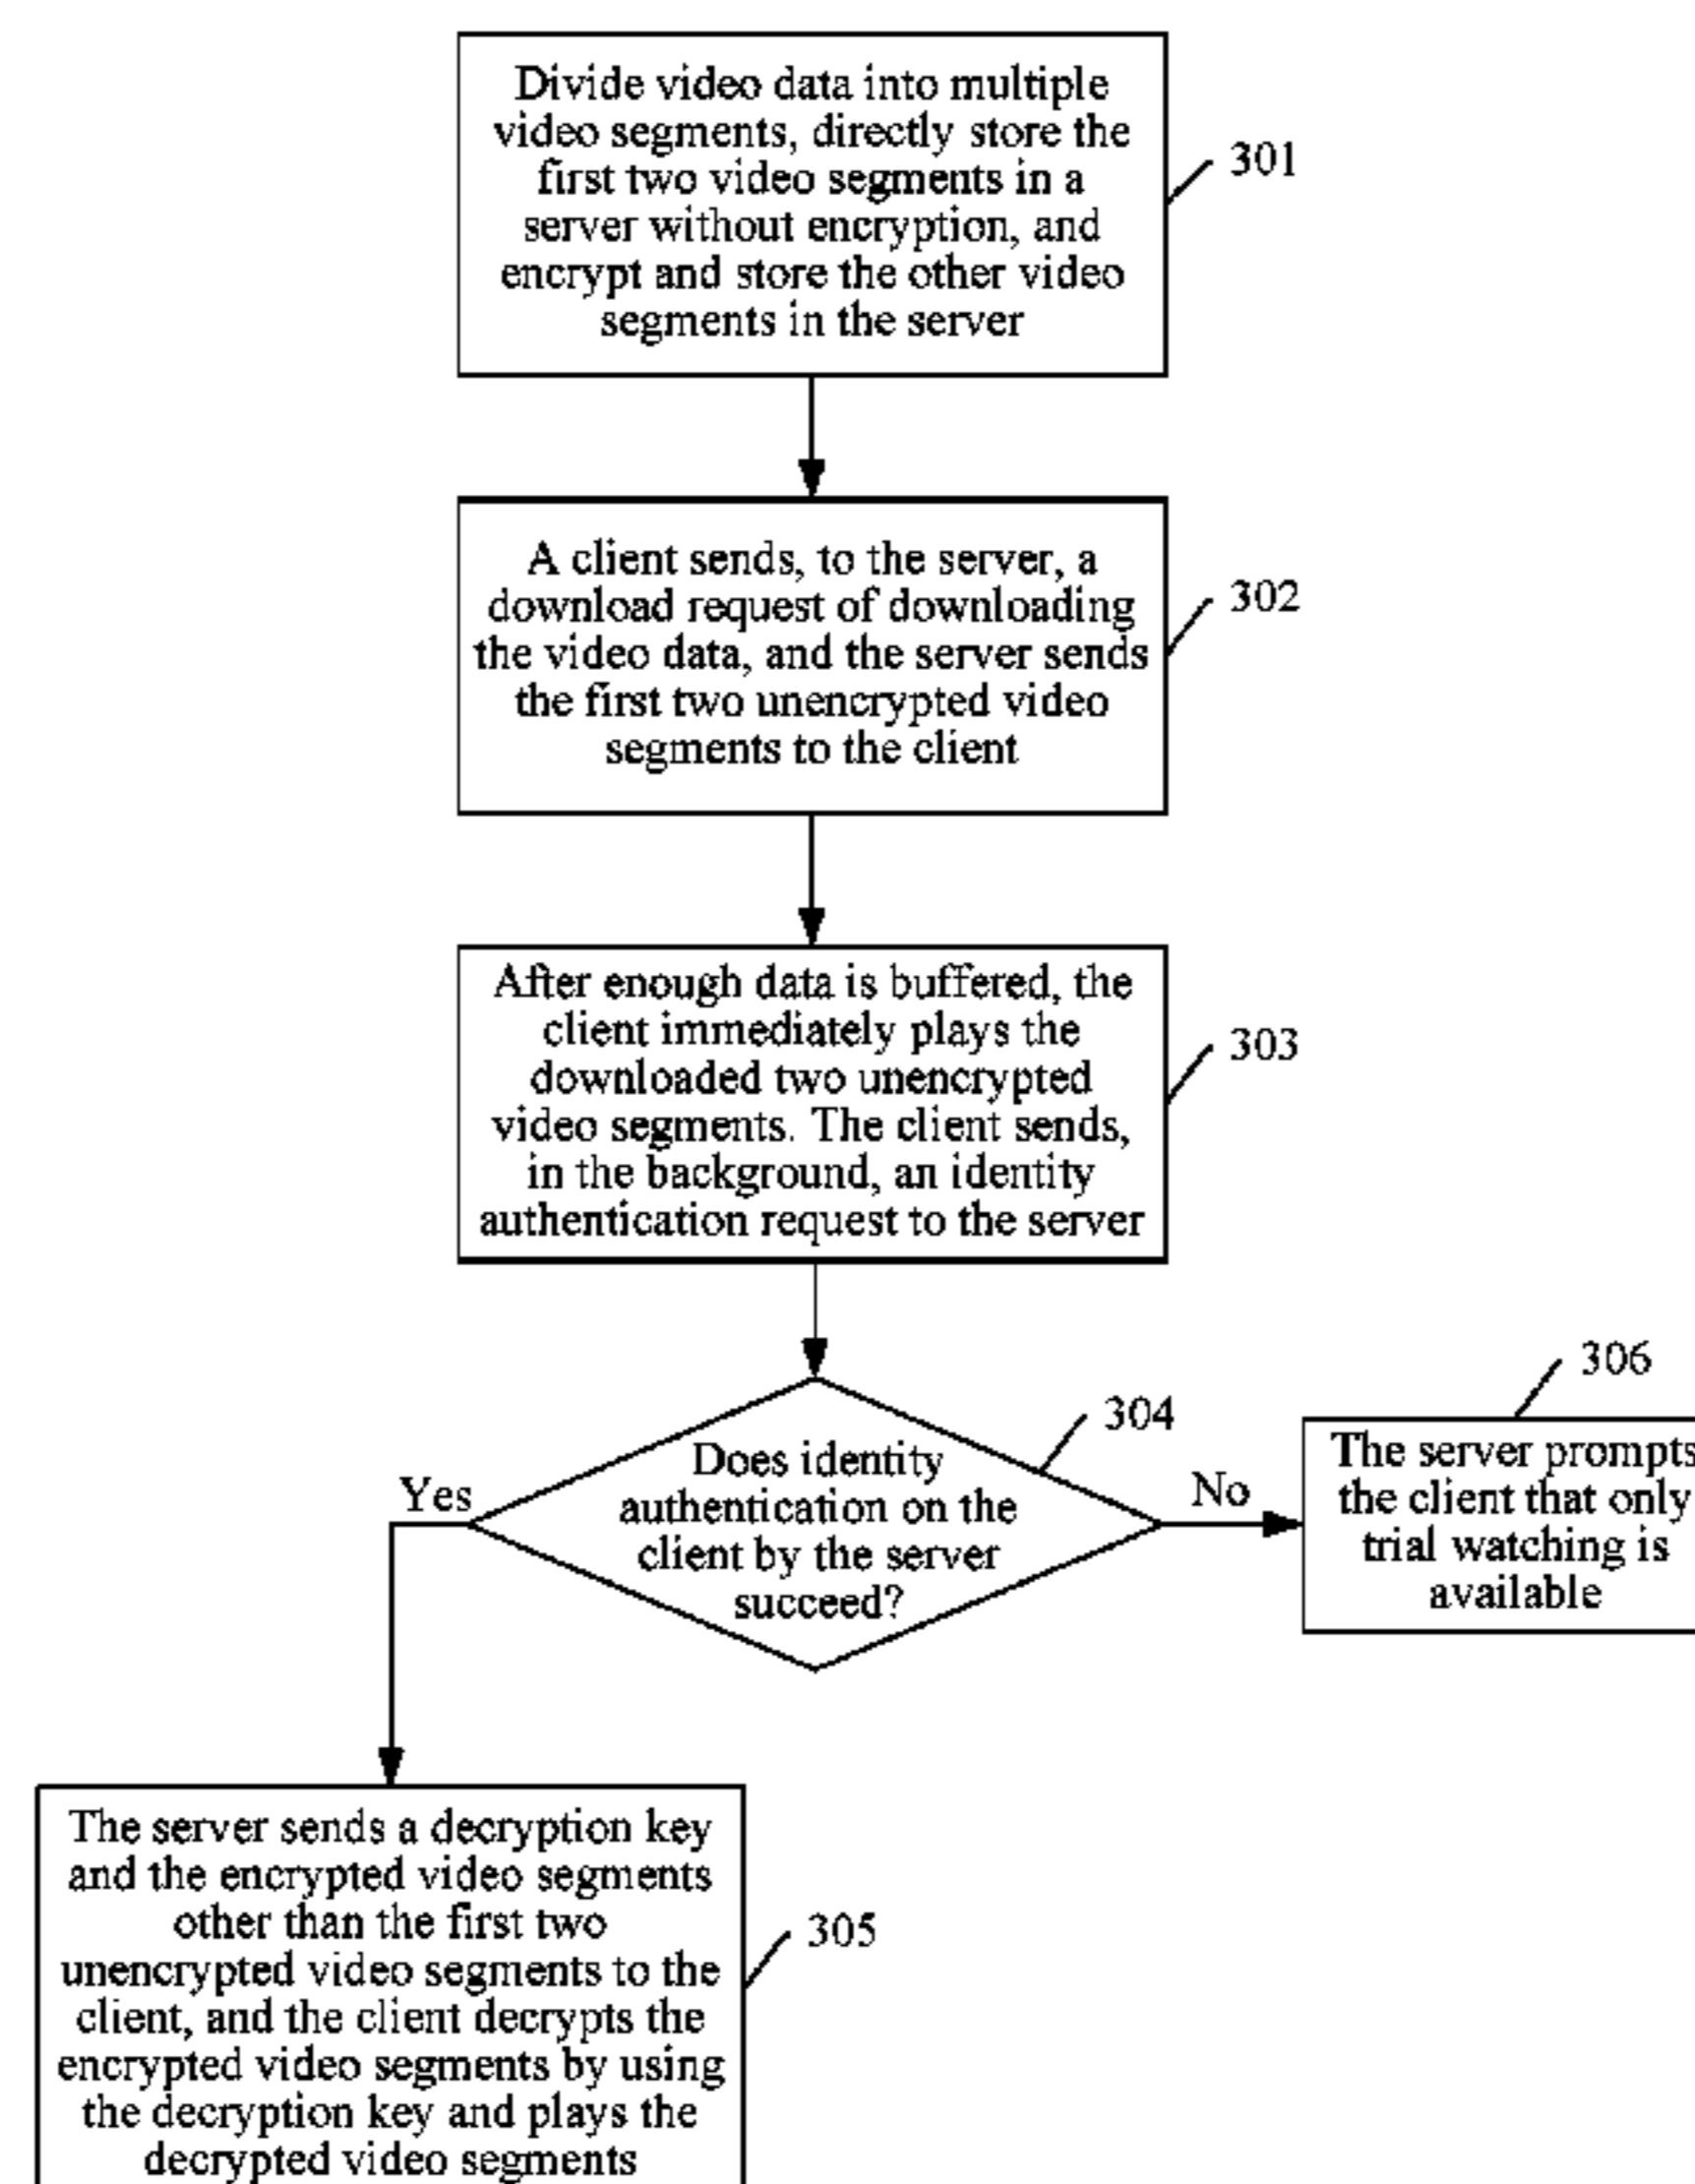 Divide video data into multiple
video segments, directly store the
first two video segments in a
server without encryption, and
encrypt and store the other video
segments in the server
301
A client sends, to the server, a
download request of downloading
the video data, and the server sends
the first two unencrypted video
segments to the client
302
After enough data is buffered, the
client immediately plays the
downloaded two unencrypted
video segments. The client sends,
in the background, an identity
authentication request to the server
303
304
Does identity
authentication on the
client by the server
succeed?
Yes
No
306
The server prompts
the client that only
trial watching is
available
The server sends a decryption key
and the encrypted video segments
other than the first two
unencrypted video segments to the
client, and the client decrypts the
encrypted video segments by using
the decryption key and plays the
decrypted video segments
305